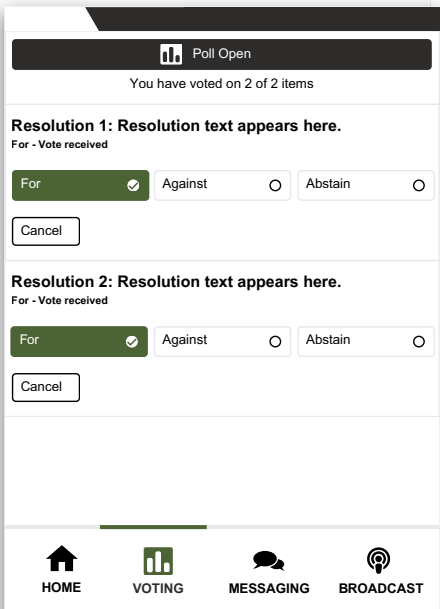 Poll Open
You have voted on 2 of 2 items
Resolution 1: Resolution text appears here.
For - Vote received
For Against Abstain
Cancel
Resolution 2: Resolution text appears here.
For - Vote received
For Against Abstain
Cancel
HOME VOTING MESSAGING BROADCAST